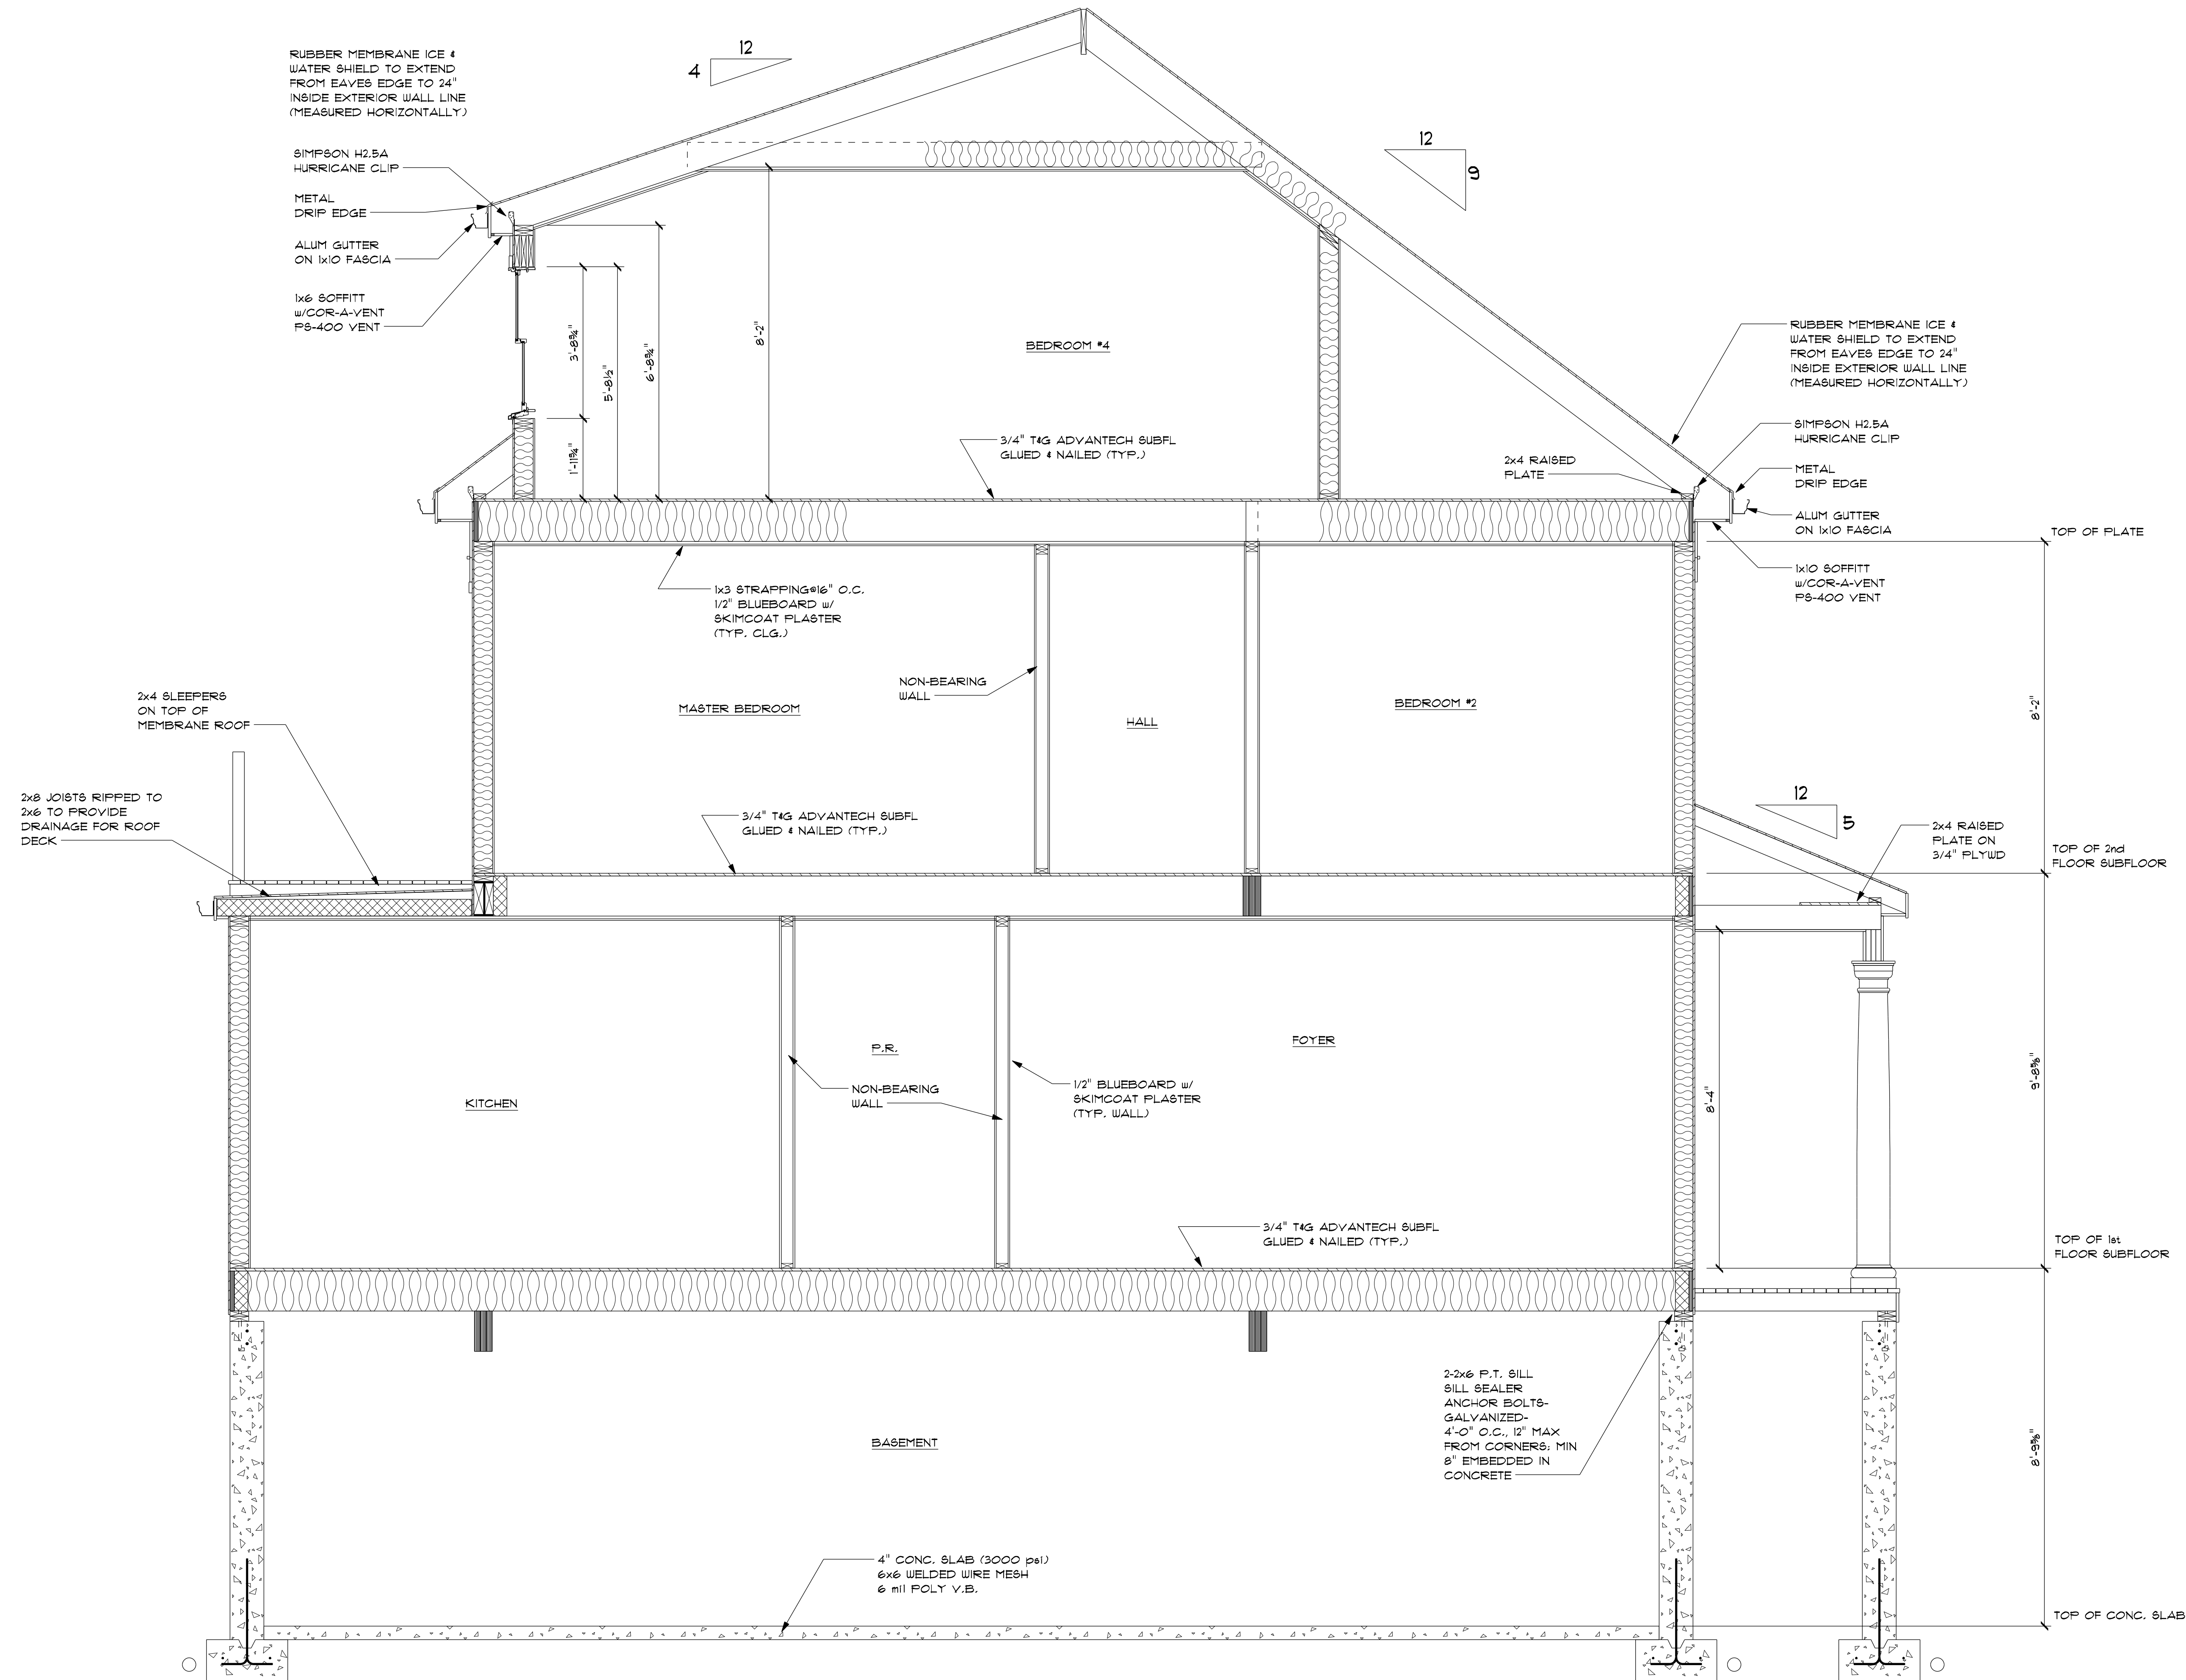 RUBBER MEMBRANE ICE &
WATER SHIELD TO EXTEND
FROM EAVES EDGE TO 24"
INSIDE EXTERIOR WALL LINE
(MEASURED HORIZONTALLY)
12
4
SIMPSON H2.5A
HURRICANE CLIP
METAL
DRIP EDGE
ALUM GUTTER
ON 1x10 FASCIA
1x6 SOFFITT
w/COR-A-VENT
PS-400 VENT
12
9
3'-8¾"
5'-8½"
6'-8¾"
8'-2"
1'-11¾"
BEDROOM #4
3/4" T&G ADVANTECH SUBFL
GLUED & NAILED (TYP.)
RUBBER MEMBRANE ICE &
WATER SHIELD TO EXTEND
FROM EAVES EDGE TO 24"
INSIDE EXTERIOR WALL LINE
(MEASURED HORIZONTALLY)
SIMPSON H2.5A
HURRICANE CLIP
2x4 RAISED
PLATE
METAL
DRIP EDGE
ALUM GUTTER
ON 1x10 FASCIA
TOP OF PLATE
1x10 SOFFITT
w/COR-A-VENT
PS-400 VENT
1x3 STRAPPING@16" O.C.
1/2" BLUEBOARD w/
SKIMCOAT PLASTER
(TYP. CLG.)
NON-BEARING
WALL
MASTER BEDROOM
HALL
BEDROOM #2
8'-2"
2x4 SLEEPERS
ON TOP OF
MEMBRANE ROOF
2x8 JOISTS RIPPED TO
2x6 TO PROVIDE
DRAINAGE FOR ROOF
DECK
3/4" T&G ADVANTECH SUBFL
GLUED & NAILED (TYP.)
12
5
2x4 RAISED
PLATE ON
3/4" PLYWD
TOP OF 2nd
FLOOR SUBFLOOR
KITCHEN
P.R.
NON-BEARING
WALL
1/2" BLUEBOARD w/
SKIMCOAT PLASTER
(TYP. WALL)
FOYER
8'-4"
9'-8⅝"
3/4" T&G ADVANTECH SUBFL
GLUED & NAILED (TYP.)
TOP OF 1st
FLOOR SUBFLOOR
2-2x6 P.T. SILL
SILL SEALER
ANCHOR BOLTS-
GALVANIZED-
4'-0" O.C., 12" MAX
FROM CORNERS; MIN
8" EMBEDDED IN
CONCRETE
BASEMENT
8'-9⅝"
4" CONC. SLAB (3000 psi.)
6x6 WELDED WIRE MESH
6 mil POLY V.B.
TOP OF CONC. SLAB